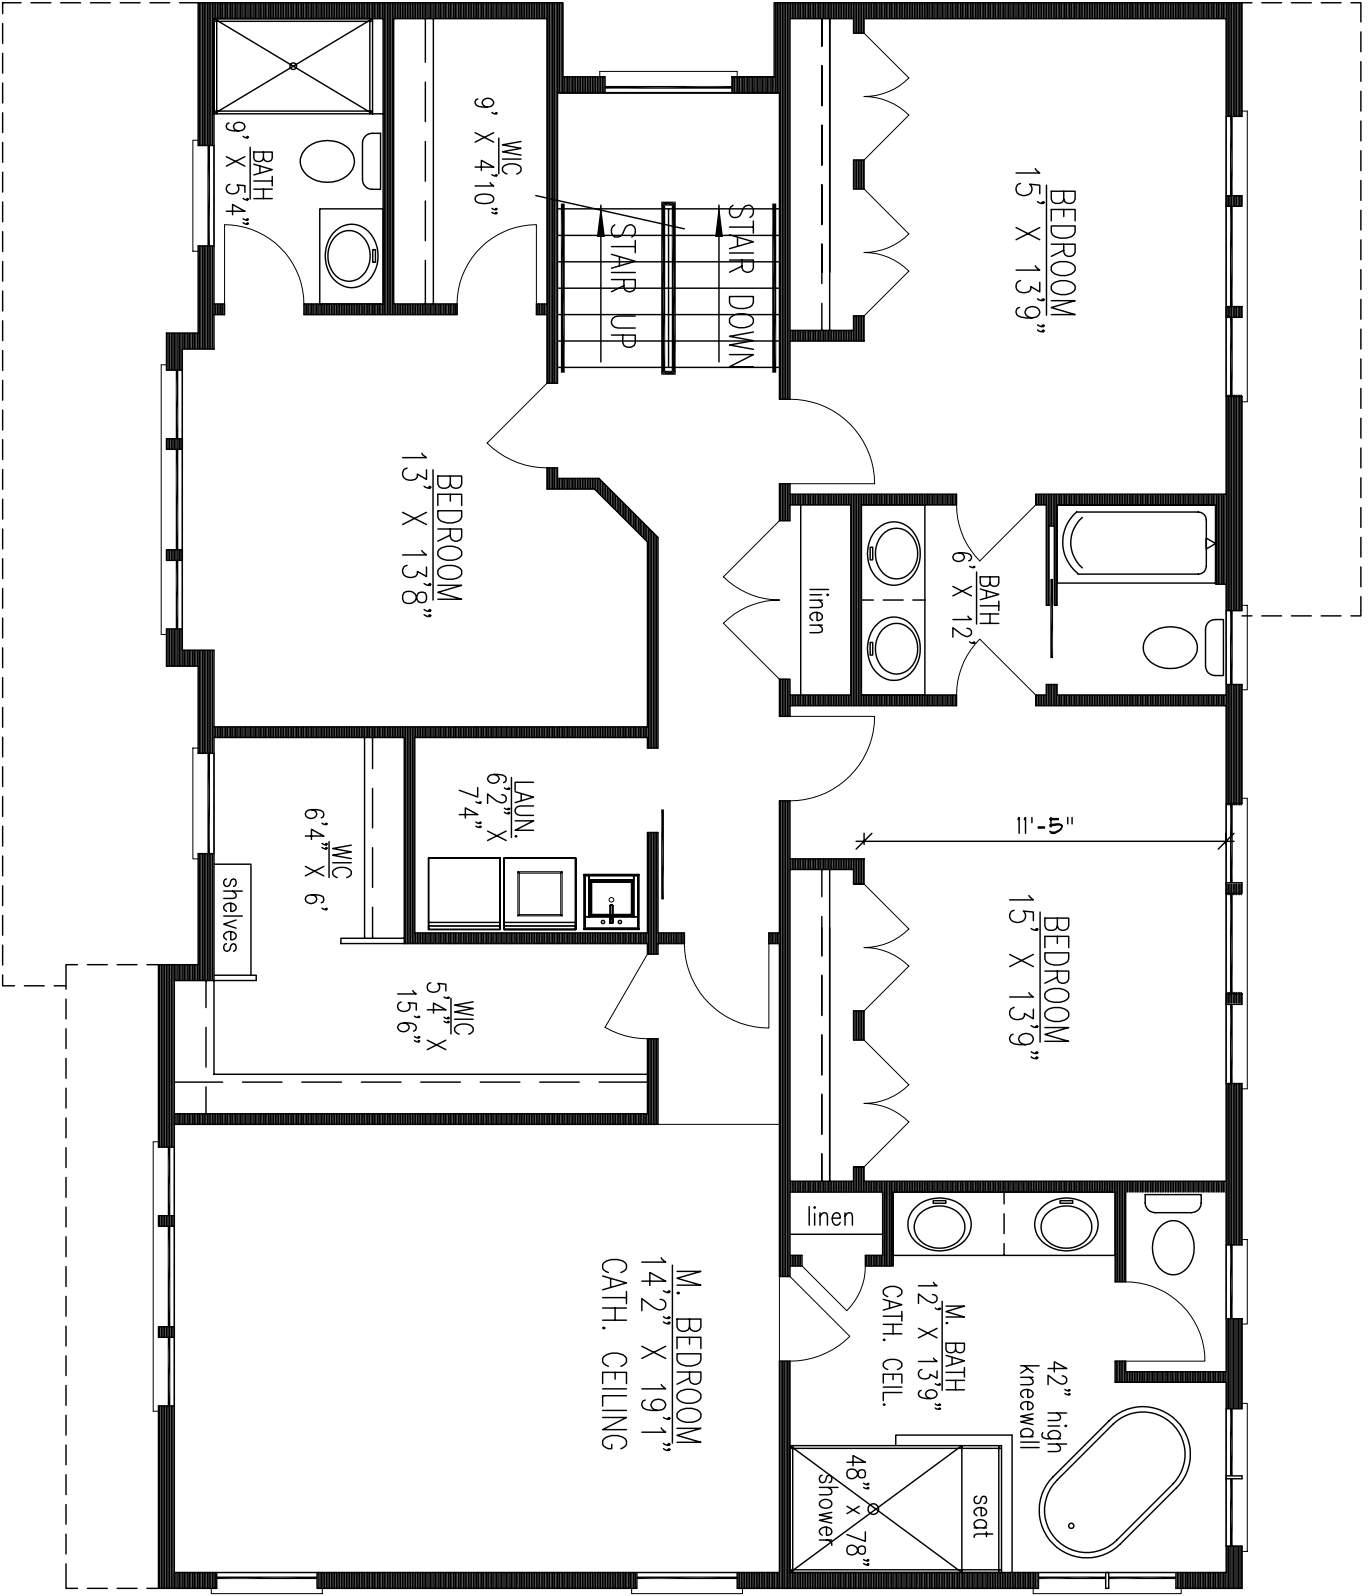 BATH
9' X 5'4"
WIC
9' X 4'10"
STAIR UP
STAIR DOWN
BEDROOM
15' X 13'9"
BEDROOM
13' X 13'8"
linen
BATH
6' X 12'
LAUN.
6'2" X
7'4"
WIC
6'4" X 6'
shelves
WIC
5'4" X
15'6"
11'-5"
BEDROOM
15' X 13'9"
linen
M. BEDROOM
14'2" X 19'1"
CATH. CEILING
M. BATH
12' X 13'9"
CATH. CEIL.
42" high
kneewall
48" x 78"
shower
seat